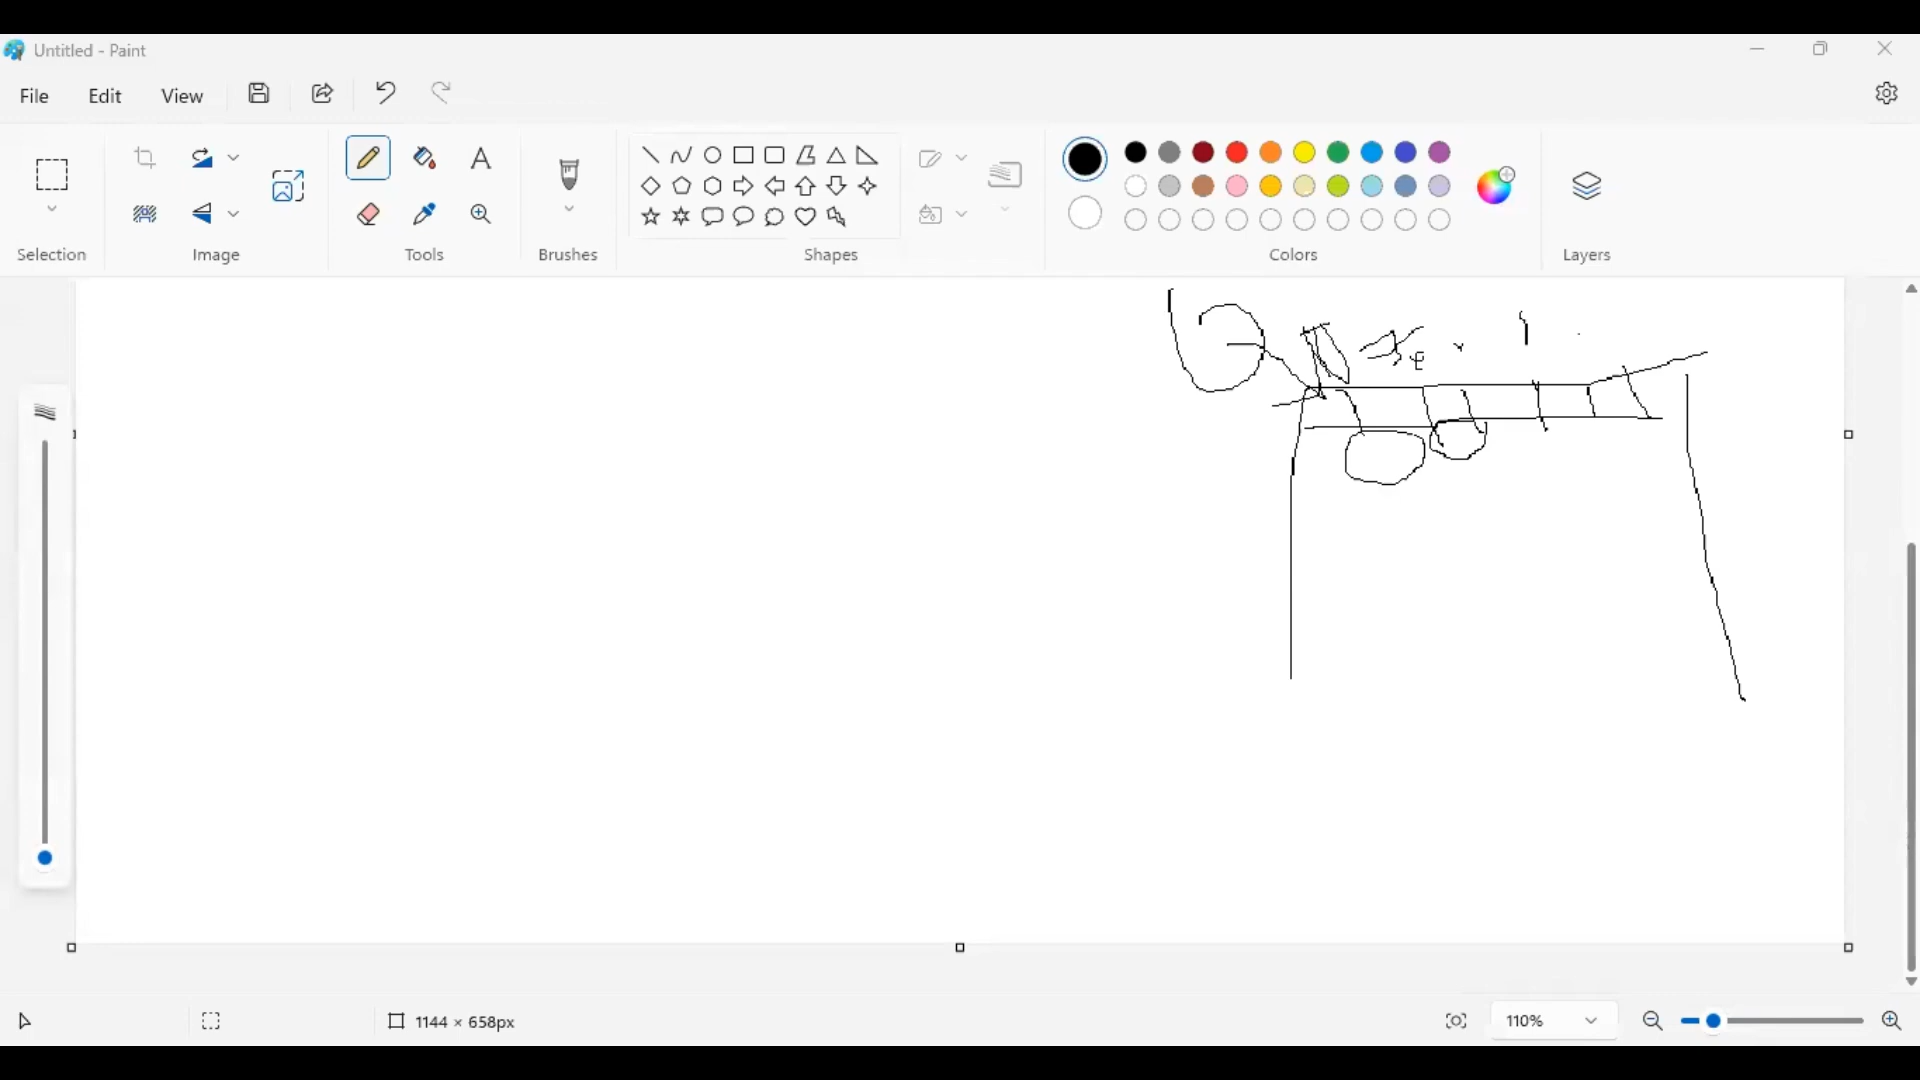 Untitled - Paint
File Edit View
Selection Image Tools Brushes Shapes Colors Layers
1144 × 658px 110%